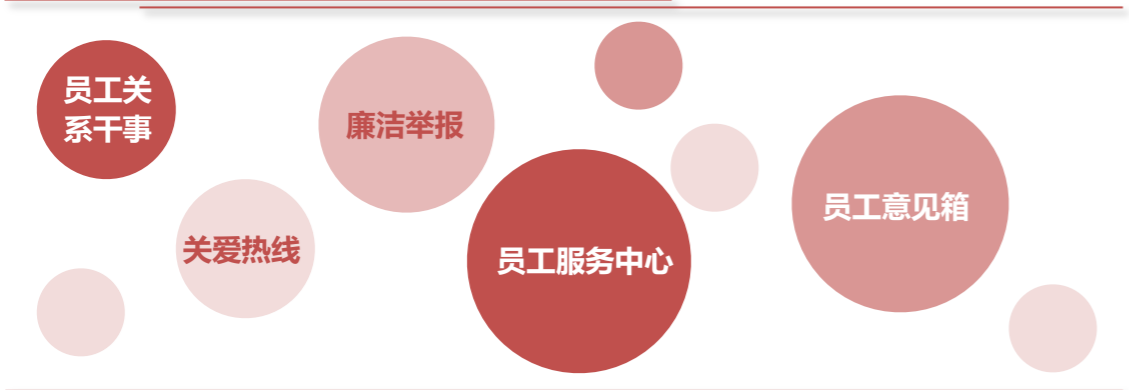 员工关
系干事
廉洁举报
关爱热线
员工服务中心
员工意见箱